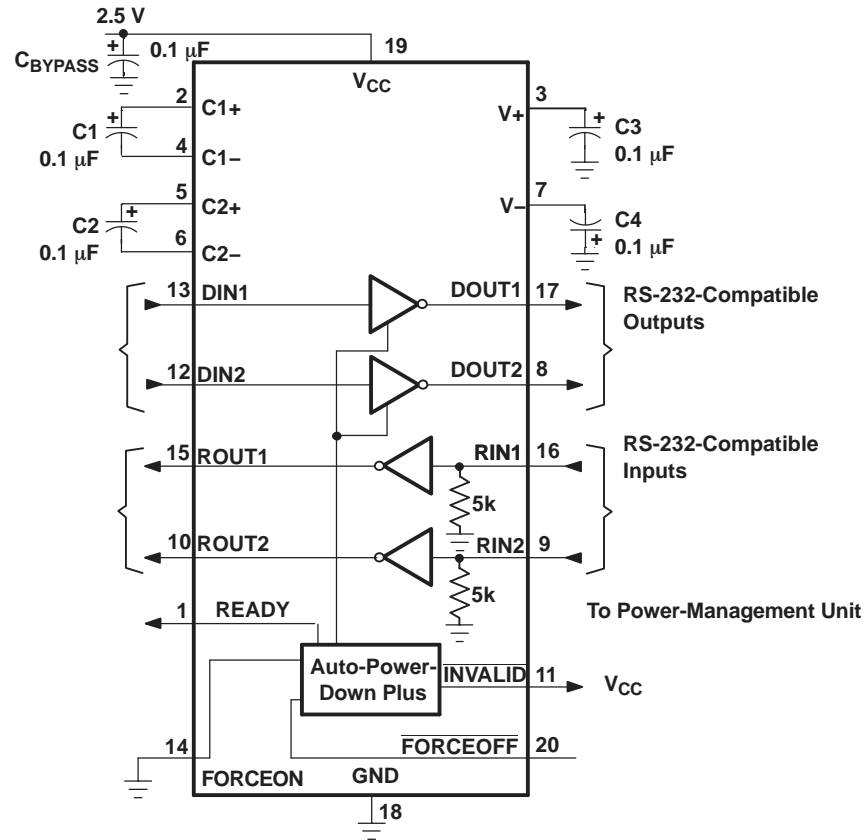 2.5 V
CBYPASS
0.1 μF
19
VCC
2
C1+
3
V+
C1
0.1 μF
C3
0.1 μF
4
C1−
5
C2+
7
V−
C2
0.1 μF
C4
0.1 μF
6
C2−
13
DIN1
DOUT1
17
RS-232-Compatible
Outputs
12
DIN2
DOUT2
8
15
ROUT1
RIN1
16
RS-232-Compatible
Inputs
5k
10
ROUT2
RIN2
9
5k
1
READY
To Power-Management Unit
Auto-Power-
Down Plus
INVALID
11
VCC
14
FORCEON
FORCEOFF
20
GND
18